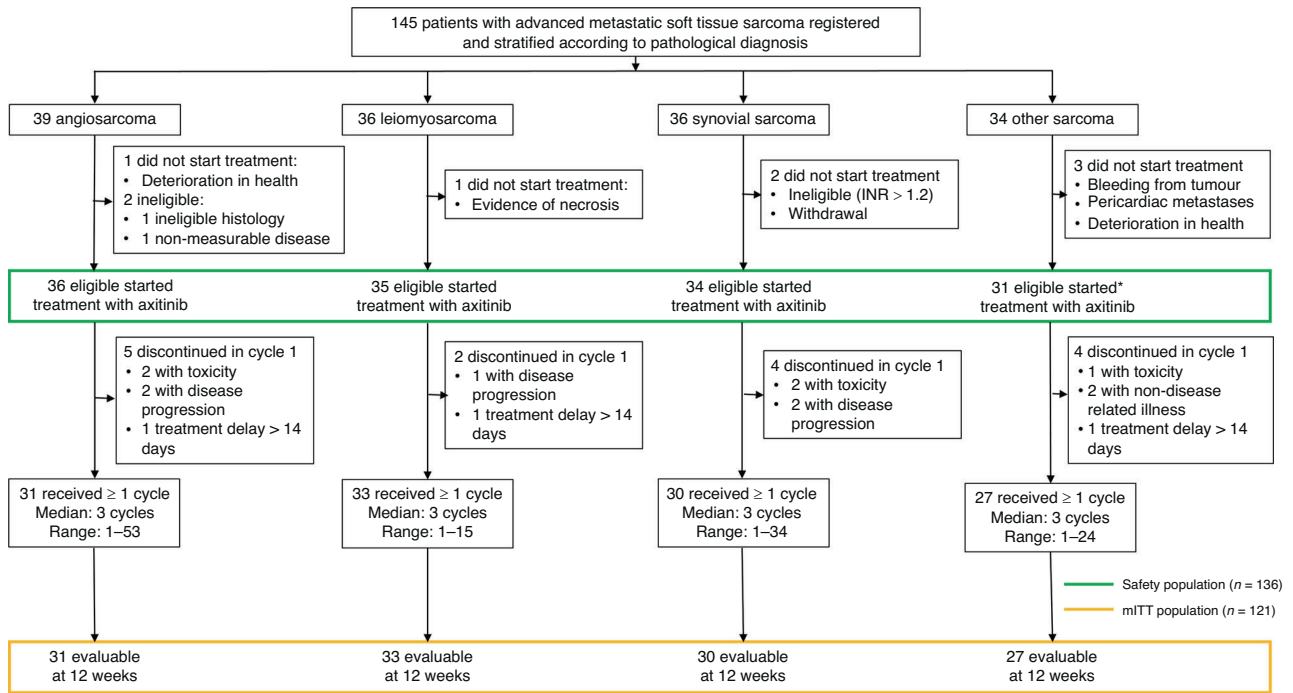 145 patients with advanced metastatic soft tissue sarcoma registered
and stratified according to pathological diagnosis
39 angiosarcoma
36 leiomyosarcoma
36 synovial sarcoma
34 other sarcoma
1 did not start treatment:
• Deterioration in health
2 ineligible:
• 1 ineligible histology
• 1 non-measurable disease
1 did not start treatment:
• Evidence of necrosis
2 did not start treatment
• Ineligible (INR > 1.2)
• Withdrawal
3 did not start treatment
• Bleeding from tumour
• Pericardiac metastases
• Deterioration in health
36 eligible started
treatment with axitinib
35 eligible started
treatment with axitinib
34 eligible started
treatment with axitinib
31 eligible started*
treatment with axitinib
5 discontinued in cycle 1
• 2 with toxicity
• 2 with disease
progression
• 1 treatment delay > 14
days
2 discontinued in cycle 1
• 1 with disease
progression
• 1 treatment delay > 14
days
4 discontinued in cycle 1
• 2 with toxicity
• 2 with disease
progression
4 discontinued in cycle 1
• 1 with toxicity
• 2 with non-disease
related illness
• 1 treatment delay > 14
days
31 received ≥ 1 cycle
Median: 3 cycles
Range: 1–53
33 received ≥ 1 cycle
Median: 3 cycles
Range: 1–15
30 received ≥ 1 cycle
Median: 3 cycles
Range: 1–34
27 received ≥ 1 cycle
Median: 3 cycles
Range: 1–24
Safety population (n = 136)
mITT population (n = 121)
31 evaluable
at 12 weeks
33 evaluable
at 12 weeks
30 evaluable
at 12 weeks
27 evaluable
at 12 weeks